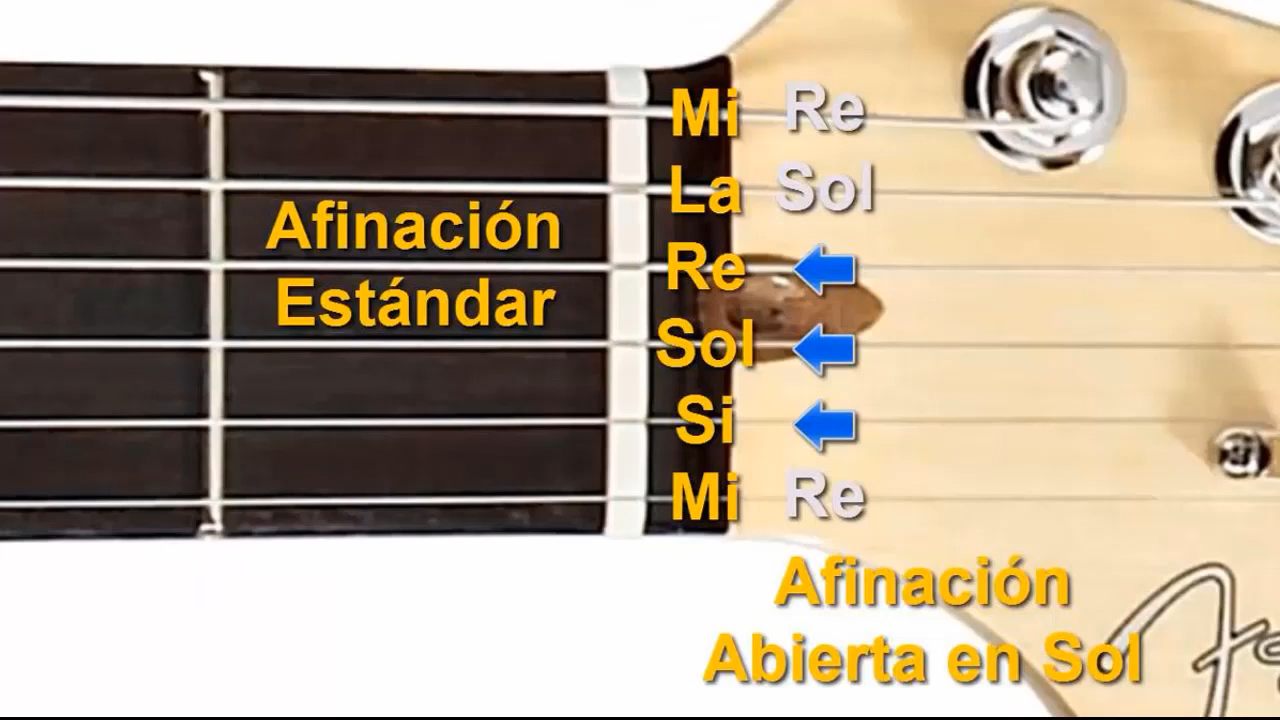 Mi Re
La Sol
Afinación
Estándar
Re
Sol
Si
Mi Re
Afinación
Abierta en Sol